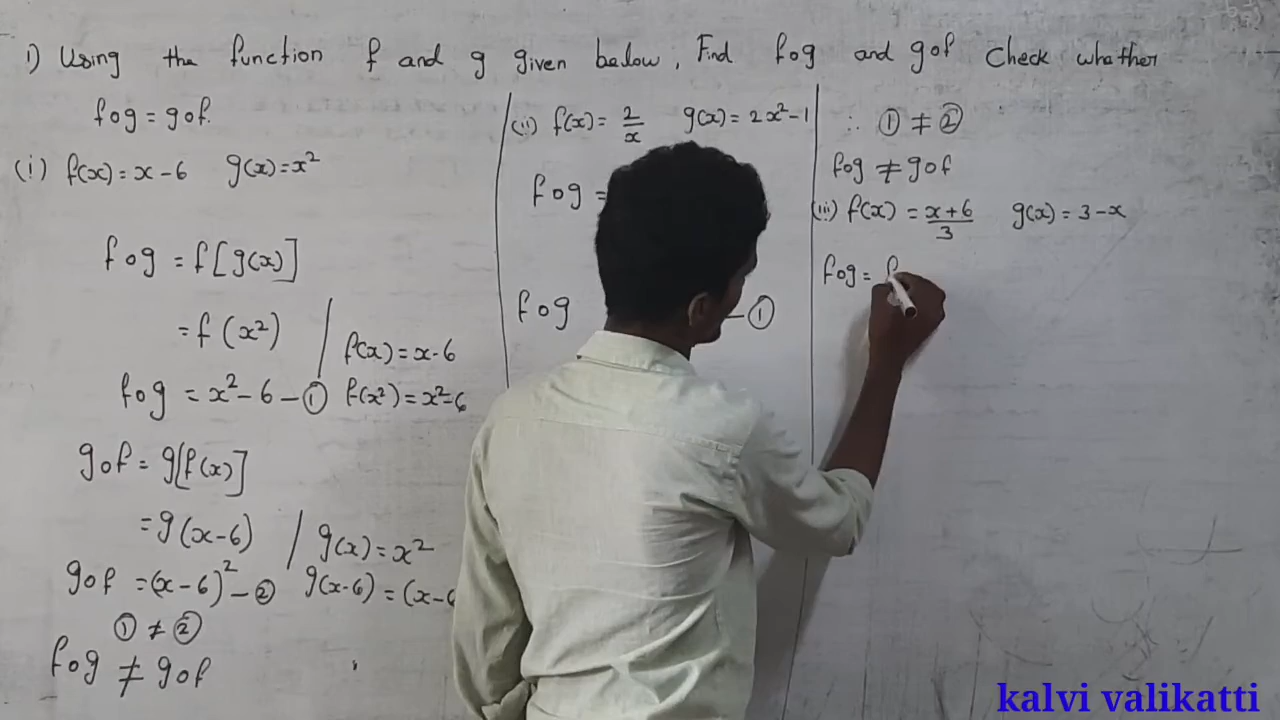 1) Using the function f and g given below, Find fog and gof Check whether
fog = gof.
(i) f(x) = x - 6 g(x) = x²
fog = f[g(x)]
= f(x²)
f(x) = x - 6
fog = x² - 6 - ①
f(x²) = x² - 6
gof = g[f(x)]
= g(x-6)
g(x) = x²
gof = (x-6)² - ②
g(x-6) = (x-6
① ≠ ②
fog ≠ gof
(ii) f(x) = 2/x g(x) = 2x² - 1
fog =
fog
- ①
∴ ① ≠ ②
fog ≠ gof
(iii) f(x) = x+6/3 g(x) = 3-x
fog = f
kalvi valikatti